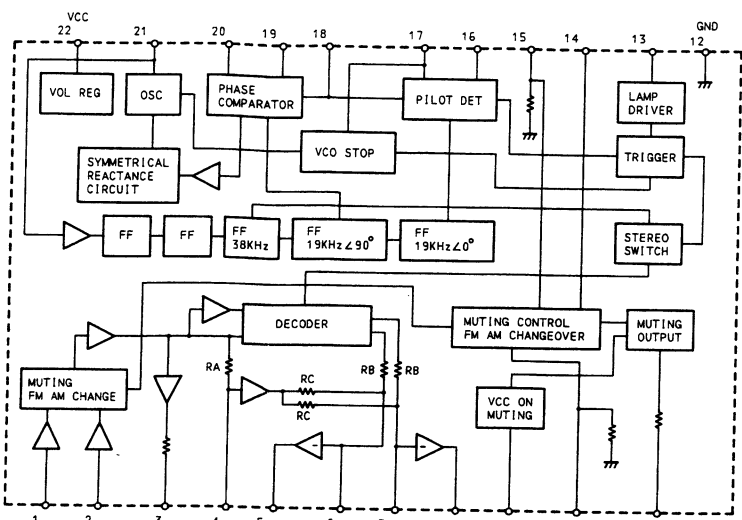 VCC
GND
22 21 20 19 18 17 16 15 14 13 12
VOL REG
OSC
PHASE
COMPARATOR
PILOT DET
LAMP
DRIVER
SYMMETRICAL
REACTANCE
CIRCUIT
VCO STOP
TRIGGER
FF
FF
FF
38KHz
FF
19KHz∠90°
FF
19KHz∠0°
STEREO
SWITCH
DECODER
MUTING CONTROL
FM AM CHANGEOVER
MUTING
OUTPUT
RA
RB
RB
RC
RC
MUTING
FM AM CHANGE
VCC ON
MUTING
-
-
1 2 3 4 5